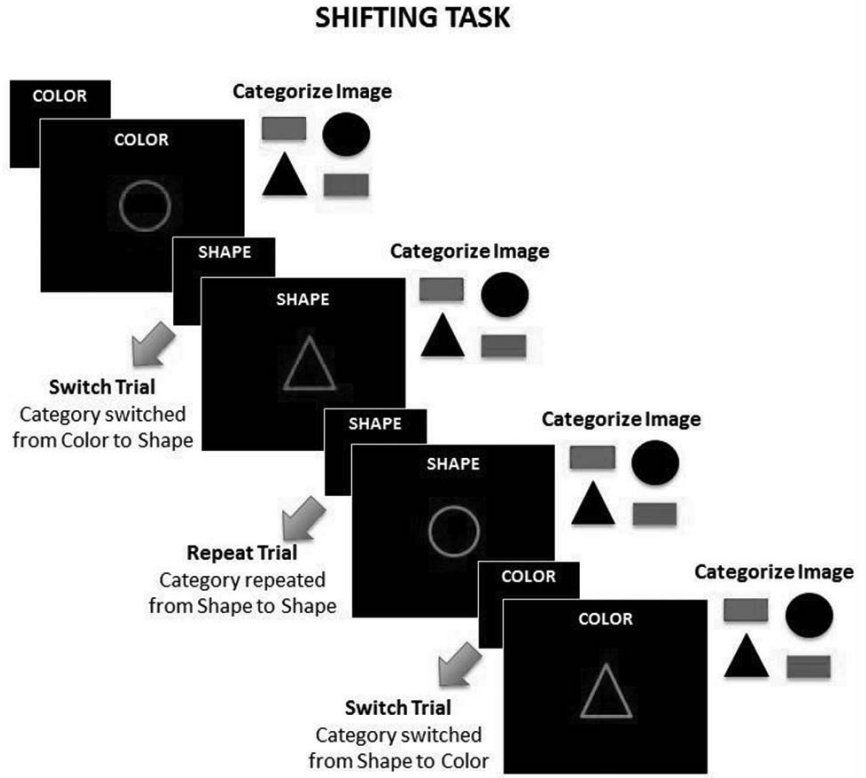 SHIFTING TASK
COLOR
Categorize Image
COLOR
SHAPE
Categorize Image
SHAPE
Switch Trial
Category switched
from Color to Shape
SHAPE
Categorize Image
SHAPE
Repeat Trial
Category repeated
from Shape to Shape
COLOR
Categorize Image
COLOR
Switch Trial
Category switched
from Shape to Color